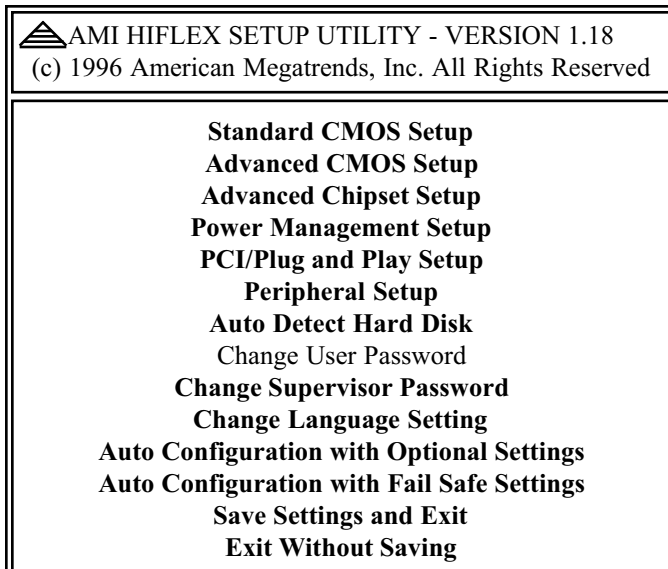 AMI HIFLEX SETUP UTILITY - VERSION 1.18
(c) 1996 American Megatrends, Inc. All Rights Reserved
Standard CMOS Setup
Advanced CMOS Setup
Advanced Chipset Setup
Power Management Setup
PCI/Plug and Play Setup
Peripheral Setup
Auto Detect Hard Disk
Change User Password
Change Supervisor Password
Change Language Setting
Auto Configuration with Optional Settings
Auto Configuration with Fail Safe Settings
Save Settings and Exit
Exit Without Saving